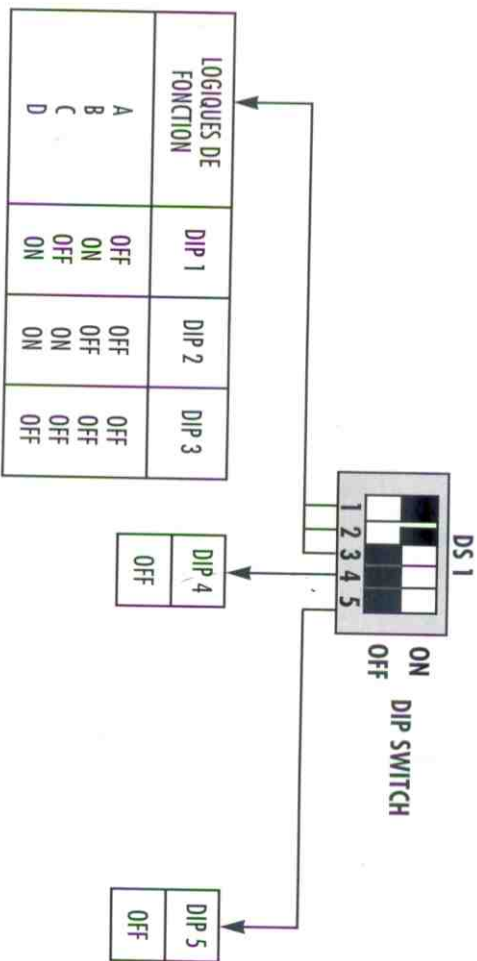 DS 1
ON
OFF
DIP SWITCH
1 2 3 4 5
LOGIQUES DE FONCTION DIP 1 DIP 2 DIP 3
A OFF OFF OFF
B ON OFF OFF
C OFF ON OFF
D ON ON OFF
DIP 4
OFF
DIP 5
OFF